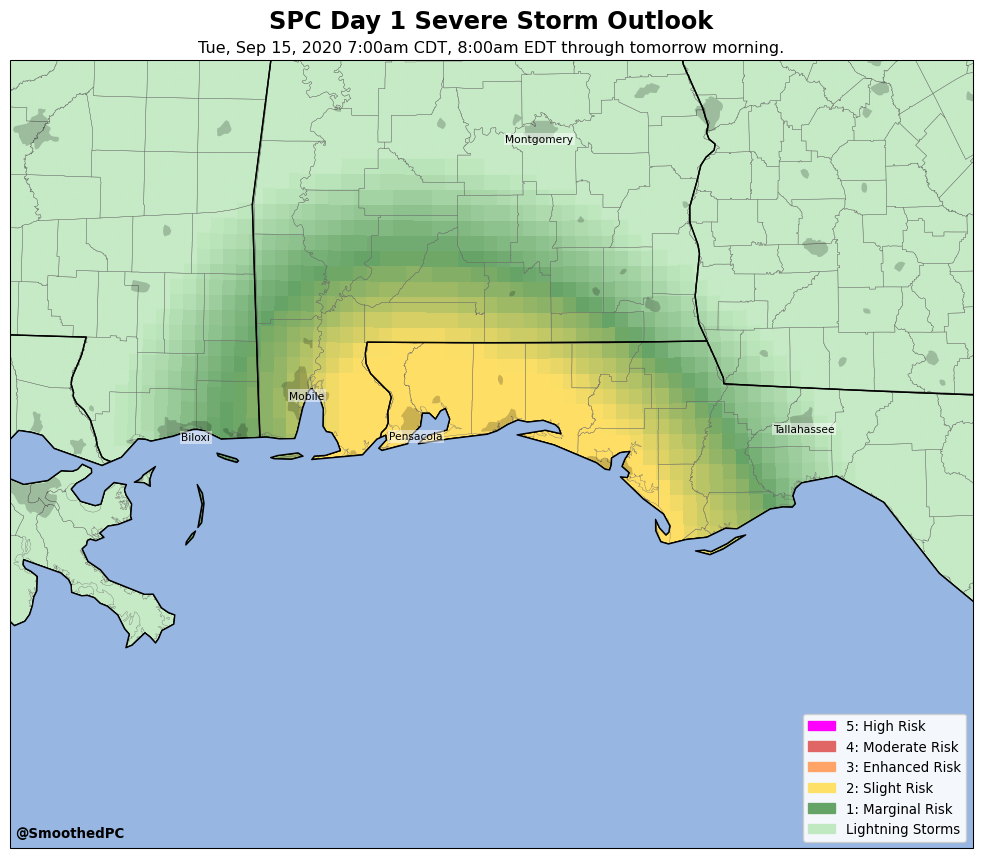 SPC Day 1 Severe Storm Outlook
Tue, Sep 15, 2020 7:00am CDT, 8:00am EDT through tomorrow morning.
Montgomery
Mobile
Biloxi
Pensacola
Tallahassee
5: High Risk
4: Moderate Risk
3: Enhanced Risk
2: Slight Risk
1: Marginal Risk
Lightning Storms
@SmoothedPC